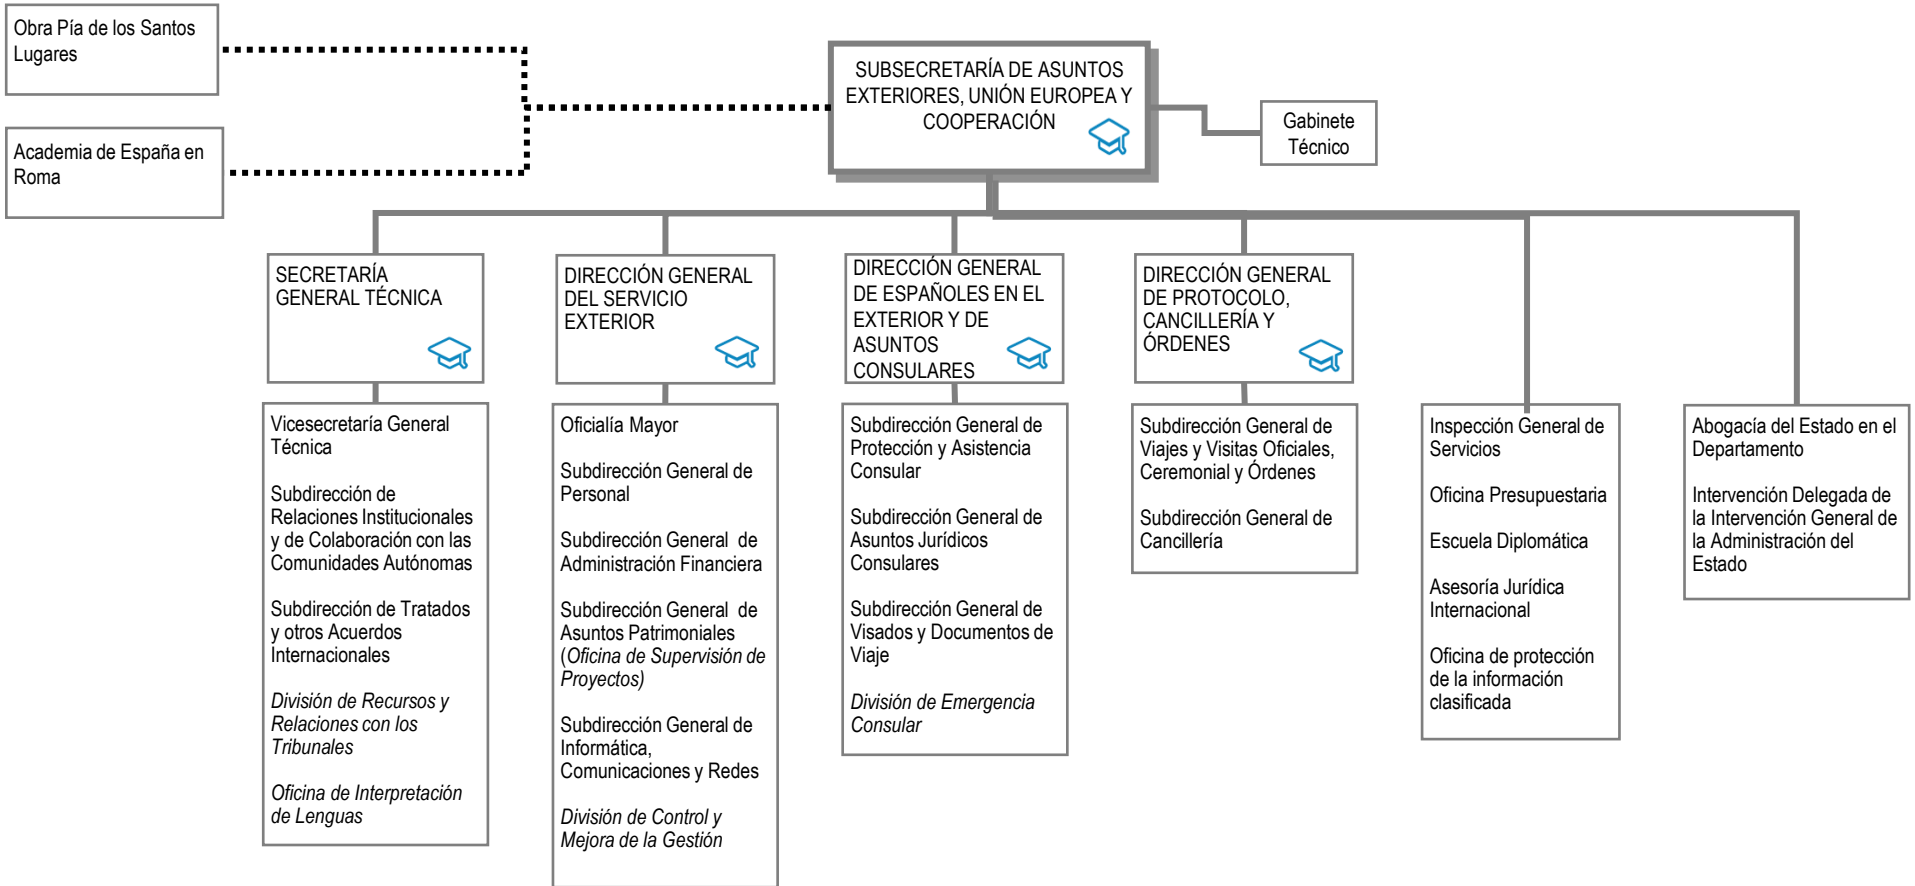 Obra Pía de los Santos
Lugares
Academia de España en
Roma
SUBSECRETARÍA DE ASUNTOS
EXTERIORES, UNIÓN EUROPEA Y
COOPERACIÓN
Gabinete
Técnico
SECRETARÍA
GENERAL TÉCNICA
DIRECCIÓN GENERAL
DEL SERVICIO
EXTERIOR
DIRECCIÓN GENERAL
DE ESPAÑOLES EN EL
EXTERIOR Y DE
ASUNTOS
CONSULARES
DIRECCIÓN GENERAL
DE PROTOCOLO,
CANCILLERÍA Y
ÓRDENES
Vicesecretaría General
Técnica
Subdirección de
Relaciones Institucionales
y de Colaboración con las
Comunidades Autónomas
Subdirección de Tratados
y otros Acuerdos
Internacionales
División de Recursos y
Relaciones con los
Tribunales
Oficina de Interpretación
de Lenguas
Oficialía Mayor
Subdirección General de
Personal
Subdirección General de
Administración Financiera
Subdirección General de
Asuntos Patrimoniales
(Oficina de Supervisión de
Proyectos)
Subdirección General de
Informática,
Comunicaciones y Redes
División de Control y
Mejora de la Gestión
Subdirección General de
Protección y Asistencia
Consular
Subdirección General de
Asuntos Jurídicos
Consulares
Subdirección General de
Visados y Documentos de
Viaje
División de Emergencia
Consular
Subdirección General de
Viajes y Visitas Oficiales,
Ceremonial y Órdenes
Subdirección General de
Cancillería
Inspección General de
Servicios
Oficina Presupuestaria
Escuela Diplomática
Asesoría Jurídica
Internacional
Oficina de protección
de la información
clasificada
Abogacía del Estado en el
Departamento
Intervención Delegada de
la Intervención General de
la Administración del
Estado